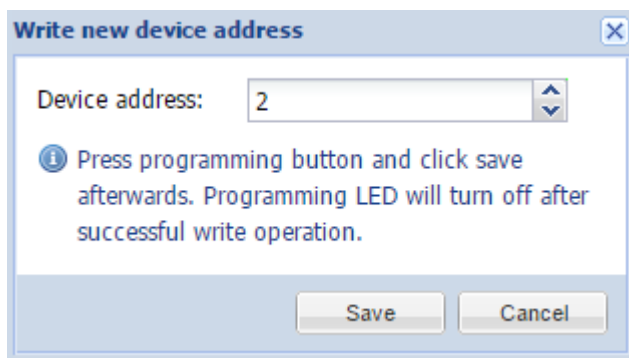 Write new device address
Device address: 2
Press programming button and click save
afterwards. Programming LED will turn off after
successful write operation.
Save Cancel